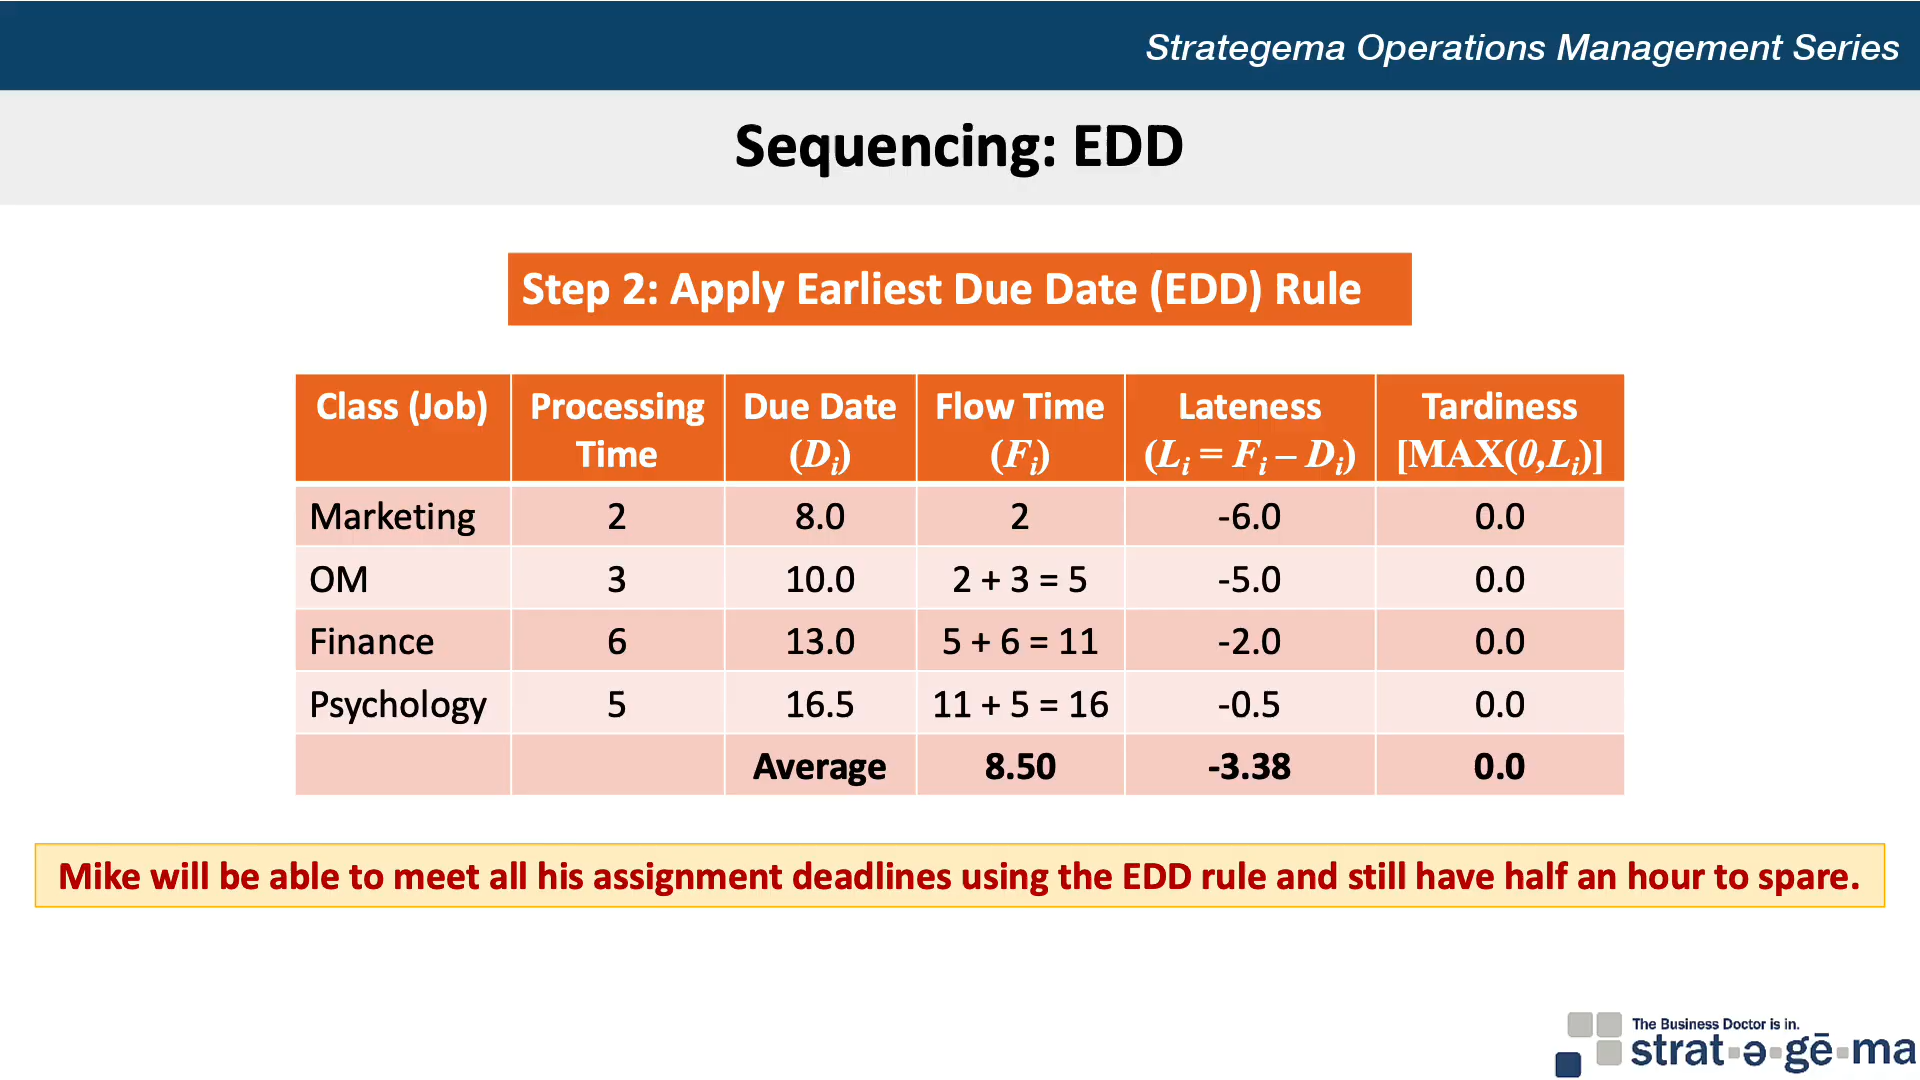 Strategema Operations Management Series
Sequencing: EDD
Step 2: Apply Earliest Due Date (EDD) Rule
Class (Job) Processing Time Due Date (Di) Flow Time (Fi) Lateness (Li = Fi – Di) Tardiness [MAX(0,Li)]
Marketing 2 8.0 2 -6.0 0.0
OM 3 10.0 2 + 3 = 5 -5.0 0.0
Finance 6 13.0 5 + 6 = 11 -2.0 0.0
Psychology 5 16.5 11 + 5 = 16 -0.5 0.0
Average 8.50 -3.38 0.0
Mike will be able to meet all his assignment deadlines using the EDD rule and still have half an hour to spare.
The Business Doctor is in.
strat▪ə▪gē▪ma